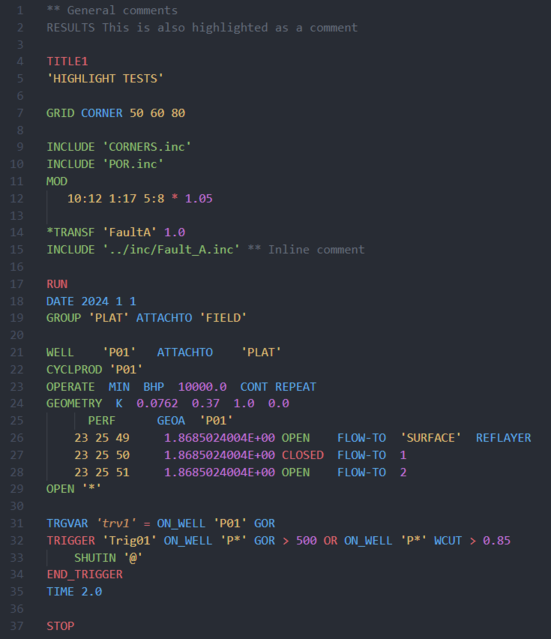 1 ** General comments
2 RESULTS This is also highlighted as a comment
3
4 TITLE1
5 'HIGHLIGHT TESTS'
6
7 GRID CORNER 50 60 80
8
9 INCLUDE 'CORNERS.inc'
10 INCLUDE 'POR.inc'
11 MOD
12    10:12 1:17 5:8 * 1.05
13
14 *TRANSF 'FaultA' 1.0
15 INCLUDE '../inc/Fault_A.inc' ** Inline comment
16
17 RUN
18 DATE 2024 1 1
19 GROUP 'PLAT' ATTACHTO 'FIELD'
20
21 WELL    'P01'   ATTACHTO    'PLAT'
22 CYCLPROD 'P01'
23 OPERATE  MIN  BHP  10000.0  CONT REPEAT
24 GEOMETRY  K  0.0762  0.37  1.0  0.0
25       PERF      GEOA  'P01'
26     23 25 49     1.8685024004E+00 OPEN    FLOW-TO  'SURFACE'  REFLAYER
27     23 25 50     1.8685024004E+00 CLOSED  FLOW-TO  1
28     23 25 51     1.8685024004E+00 OPEN    FLOW-TO  2
29 OPEN '*'
30
31 TRGVAR 'trv1' = ON_WELL 'P01' GOR
32 TRIGGER 'Trig01' ON_WELL 'P*' GOR > 500 OR ON_WELL 'P*' WCUT > 0.85
33     SHUTIN '@'
34 END_TRIGGER
35 TIME 2.0
36
37 STOP